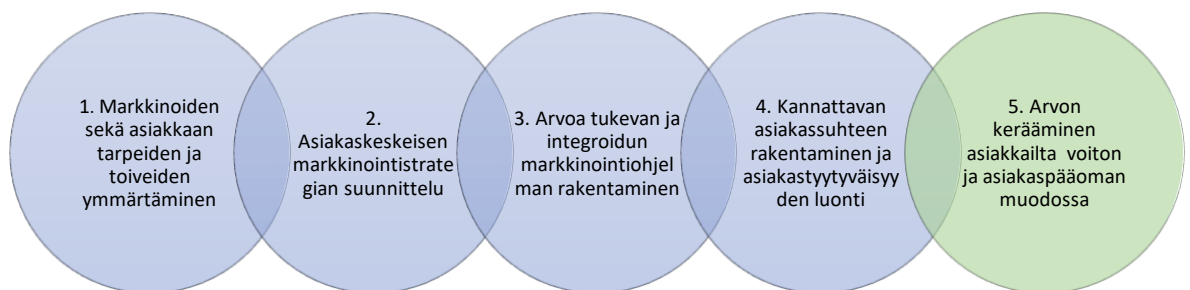 1. Markkinoiden
sekä asiakkaan
tarpeiden ja
toiveiden
ymmärtäminen
2.
Asiakaskeskeisen
markkinointistrate
gian suunnittelu
3. Arvoa tukevan ja
integroidun
markkinointiohjel
man rakentaminen
4. Kannattavan
asiakassuhteen
rakentaminen ja
asiakastyytyväisyy
den luonti
5. Arvon
kerääminen
asiakkailta voiton
ja asiakaspääoman
muodossa